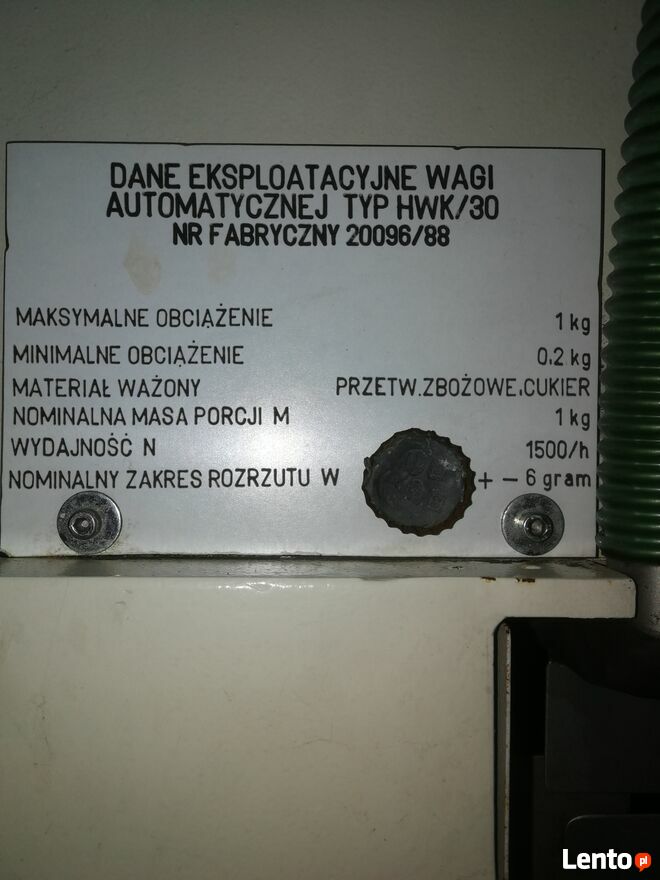 DANE EKSPLOATACYJNE WAGI
AUTOMATYCZNEJ TYP HWK/30
NR FABRYCZNY 20096/88
MAKSYMALNE OBCIĄŻENIE 1 kg
MINIMALNE OBCIĄŻENIE 0,2 kg
MATERIAŁ WAŻONY PRZETW.ZBOŻOWE,CUKIER
NOMINALNA MASA PORCJI M 1 kg
WYDAJNOŚĆ N 1500/h
NOMINALNY ZAKRES ROZRZUTU W + - 6 gram
Lento pl